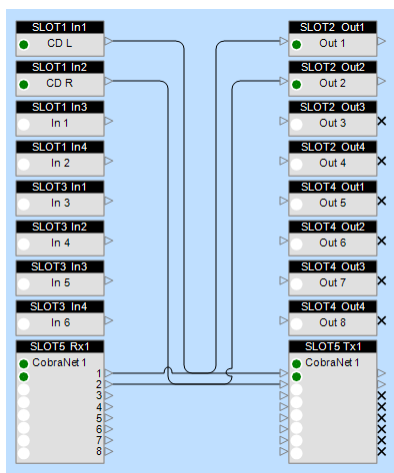 SLOT1 In1
CD L
SLOT1 In2
CD R
SLOT1 In3
In 1
SLOT1 In4
In 2
SLOT3 In1
In 3
SLOT3 In2
In 4
SLOT3 In3
In 5
SLOT3 In4
In 6
SLOT5 Rx1
CobraNet 1
1
2
3
4
5
6
7
8
SLOT2 Out1
Out 1
SLOT2 Out2
Out 2
SLOT2 Out3
Out 3
SLOT2 Out4
Out 4
SLOT4 Out1
Out 5
SLOT4 Out2
Out 6
SLOT4 Out3
Out 7
SLOT4 Out4
Out 8
SLOT5 Tx1
CobraNet 1